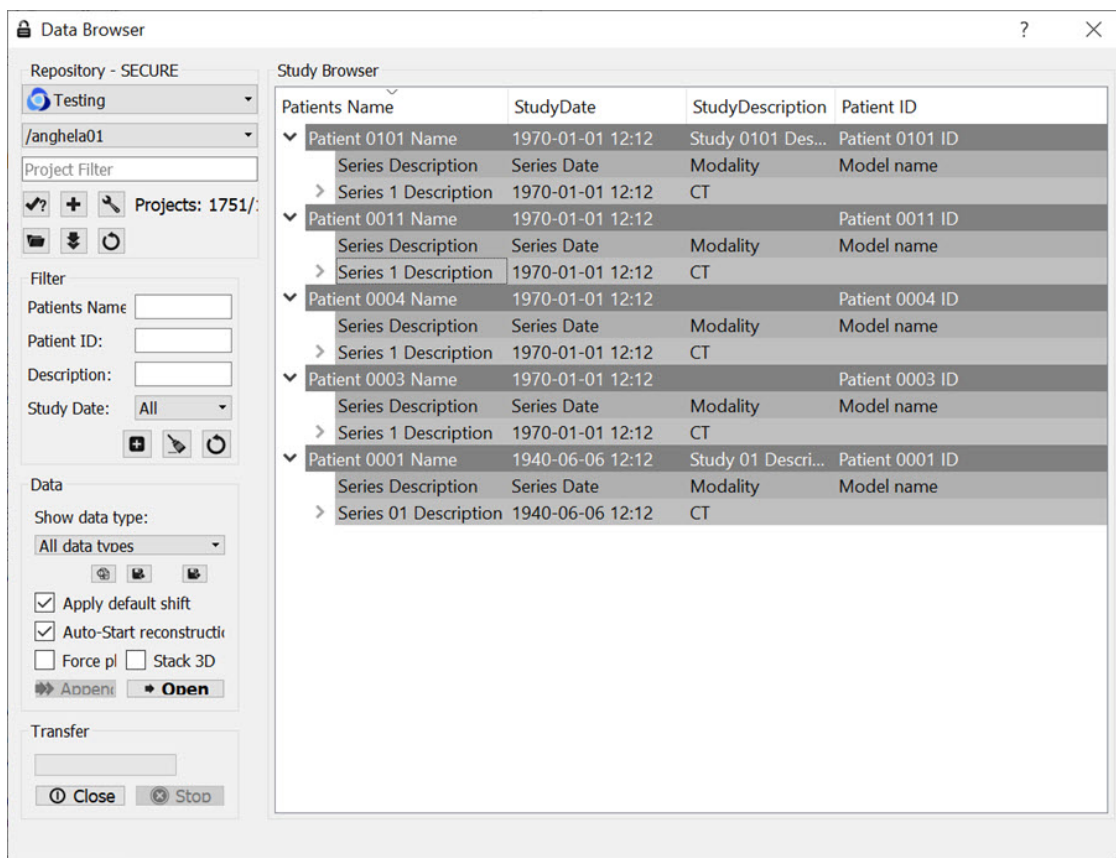 Data Browser
?
Repository - SECURE
Testing
/anghela01
Project Filter
Projects: 1751/
Filter
Patients Name
Patient ID:
Description:
Study Date: All
Data
Show data type:
All data types
Apply default shift
Auto-Start reconstructi
Force pl Stack 3D
Append Open
Transfer
Close Stop
Study Browser
Patients Name StudyDate StudyDescription Patient ID
Patient 0101 Name 1970-01-01 12:12 Study 0101 Des... Patient 0101 ID
Series Description Series Date Modality Model name
Series 1 Description 1970-01-01 12:12 CT
Patient 0011 Name 1970-01-01 12:12 Patient 0011 ID
Series Description Series Date Modality Model name
Series 1 Description 1970-01-01 12:12 CT
Patient 0004 Name 1970-01-01 12:12 Patient 0004 ID
Series Description Series Date Modality Model name
Series 1 Description 1970-01-01 12:12 CT
Patient 0003 Name 1970-01-01 12:12 Patient 0003 ID
Series Description Series Date Modality Model name
Series 1 Description 1970-01-01 12:12 CT
Patient 0001 Name 1940-06-06 12:12 Study 01 Descri... Patient 0001 ID
Series Description Series Date Modality Model name
Series 01 Description 1940-06-06 12:12 CT